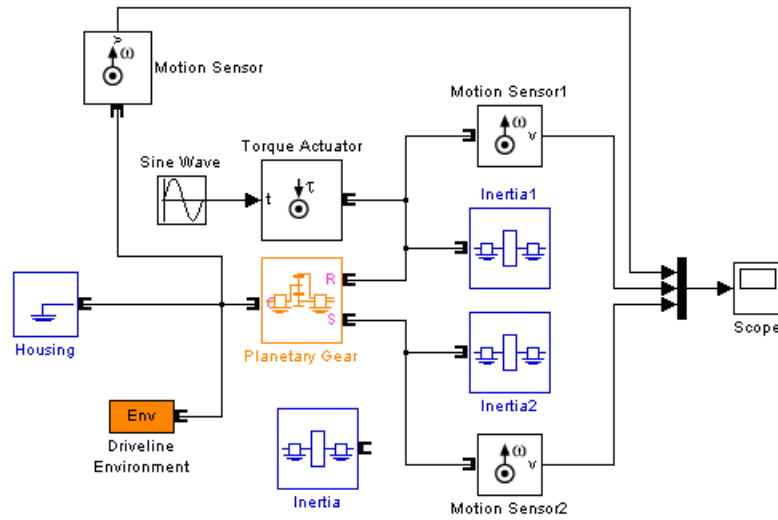 v
ω
Motion Sensor
Motion Sensor1
ω
v
Torque Actuator
Sine Wave
t
τ
Inertia1
R
S
Housing
Planetary Gear
Scope
Inertia2
Env
Driveline
Environment
ω
v
Inertia
Motion Sensor2